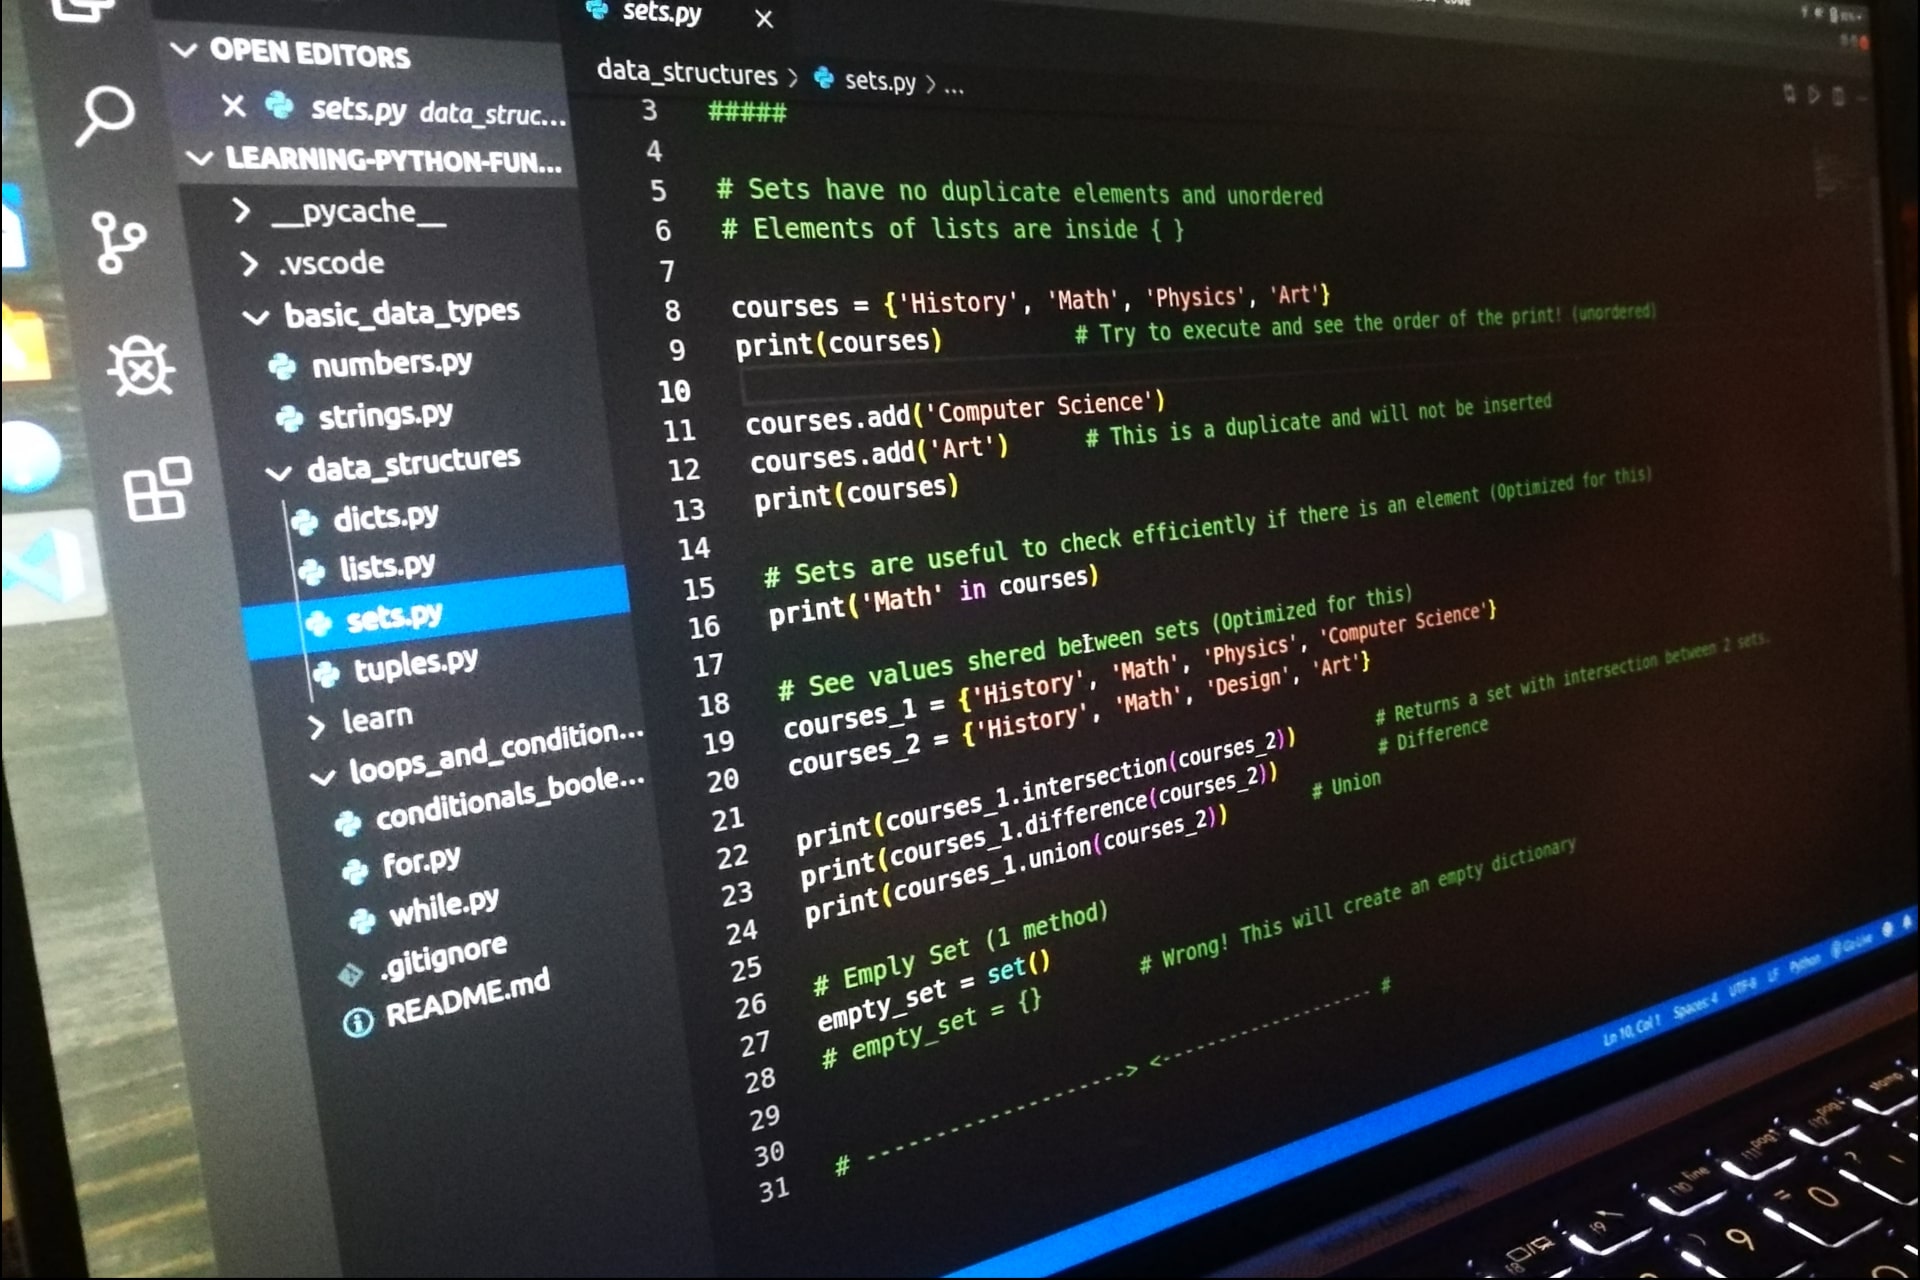 sets.py
OPEN EDITORS
sets.py data_struc...
LEARNING-PYTHON-FUN...
__pycache__
.vscode
basic_data_types
numbers.py
strings.py
data_structures
dicts.py
lists.py
sets.py
tuples.py
learn
loops_and_condition...
conditionals_boole...
for.py
while.py
.gitignore
README.md
data_structures > sets.py > ...
3 #####
4
5 # Sets have no duplicate elements and unordered
6 # Elements of lists are inside { }
7
8 courses = {'History', 'Math', 'Physics', 'Art'}
9 print(courses) # Try to execute and see the order of the print! (unordered)
10
11 courses.add('Computer Science')
12 courses.add('Art') # This is a duplicate and will not be inserted
13 print(courses)
14
15 # Sets are useful to check efficiently if there is an element (Optimized for this)
16 print('Math' in courses)
17
18 # See values shered between sets (Optimized for this)
19 courses_1 = {'History', 'Math', 'Physics', 'Computer Science'}
20 courses_2 = {'History', 'Math', 'Design', 'Art'}
21
22 print(courses_1.intersection(courses_2)) # Returns a set with intersection between 2 sets.
23 print(courses_1.difference(courses_2)) # Difference
24 print(courses_1.union(courses_2)) # Union
25
26 # Emply Set (1 method)
27 empty_set = set()
28 # empty_set = {} # Wrong! This will create an empty dictionary
29
30
31 # --------------------> <-------------------- #
Ln 10, Col 1 Spaces: 4 UTF-8 LF Python Go Live
9
0